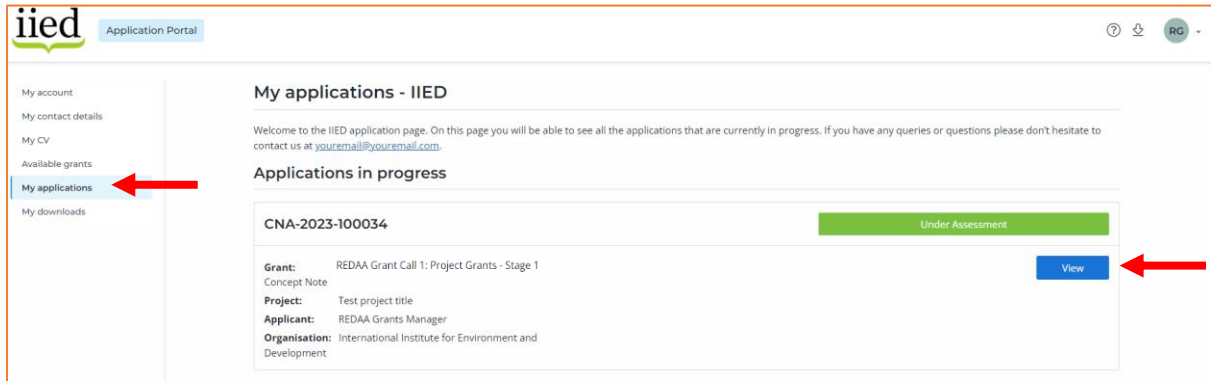 iied
Application Portal
RG
My account
My contact details
My CV
Available grants
My applications
My downloads
My applications - IIED
Welcome to the IIED application page. On this page you will be able to see all the applications that are currently in progress. If you have any queries or questions please don't hesitate to
contact us at youremail@youremail.com.
Applications in progress
CNA-2023-100034
Under Assessment
Grant: REDAA Grant Call 1: Project Grants - Stage 1
Concept Note
View
Project: Test project title
Applicant: REDAA Grants Manager
Organisation: International Institute for Environment and
Development